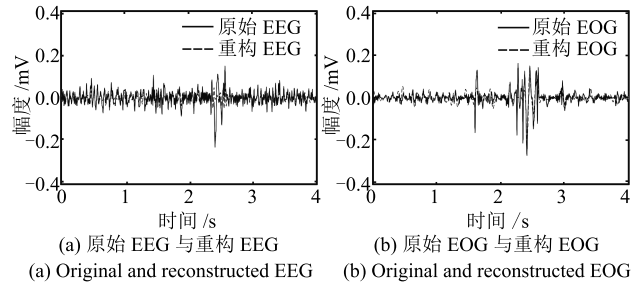 0.4
0.2
0.0
−0.2
−0.4
幅度 /mV
原始 EEG
重构 EEG
0
1
2
3
4
时间 /s
(a) 原始 EEG 与重构 EEG
(a) Original and reconstructed EEG
0.4
0.2
0.0
−0.2
−0.4
幅度 /mV
原始 EOG
重构 EOG
0
1
2
3
4
时间 /s
(b) 原始 EOG 与重构 EOG
(b) Original and reconstructed EOG